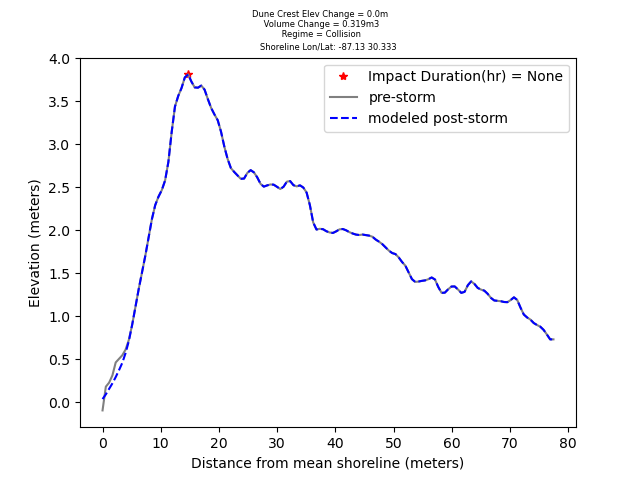 Dune Crest Elev Change = 0.0m
Volume Change = 0.319m3
Regime = Collision
Shoreline Lon/Lat: -87.13 30.333
Impact Duration(hr) = None
pre-storm
modeled post-storm
Elevation (meters)
4.0
3.5
3.0
2.5
2.0
1.5
1.0
0.5
0.0
0 10 20 30 40 50 60 70 80
Distance from mean shoreline (meters)